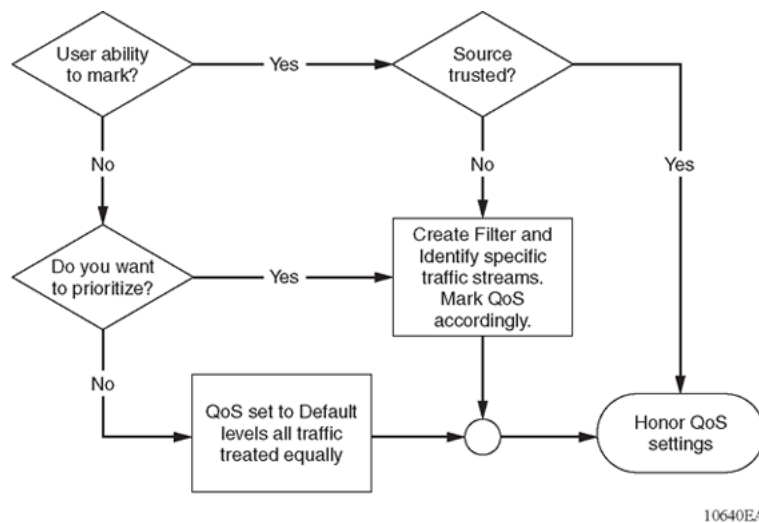 User ability
to mark?
Yes
Source
trusted?
No
No
Yes
Do you want
to prioritize?
Yes
Create Filter and
Identify specific
traffic streams.
Mark QoS
accordingly.
No
QoS set to Default
levels all traffic
treated equally
Honor QoS
settings
10640EA